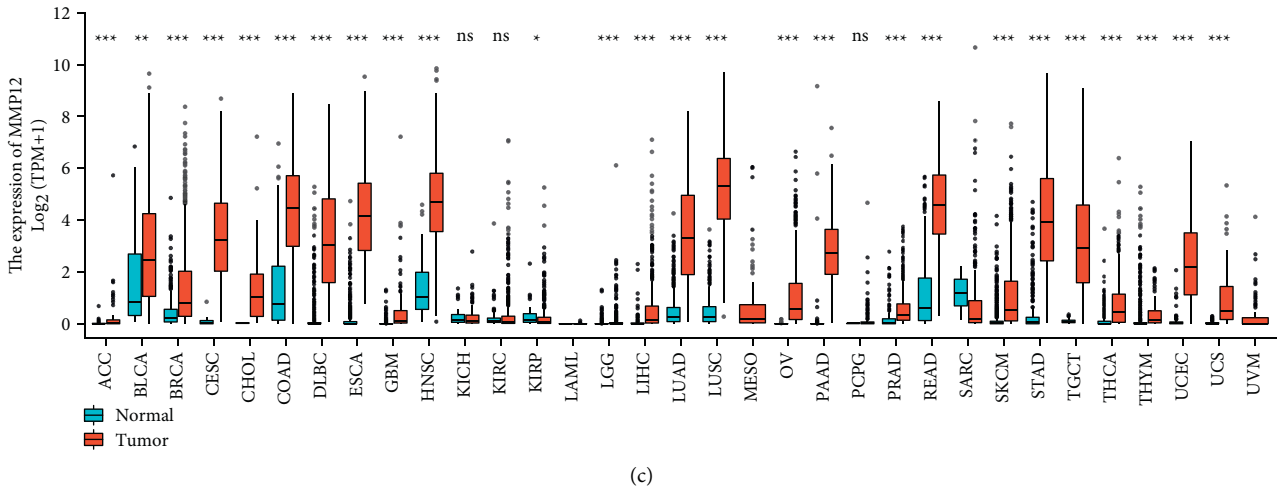 The expression of MMP12
Log₂ (TPM+1)
12
10
8
6
4
2
0
*** ** *** *** *** *** *** *** *** *** ns ns * *** *** *** *** *** *** ns *** *** *** *** *** *** *** *** ***
ACC BLCA BRCA CESC CHOL COAD DLBC ESCA GBM HNSC KICH KIRC KIRP LAML LGG LIHC LUAD LUSC MESO OV PAAD PCPG PRAD READ SARC SKCM STAD TGCT THCA THYM UCEC UCS UVM
Normal
Tumor
(c)